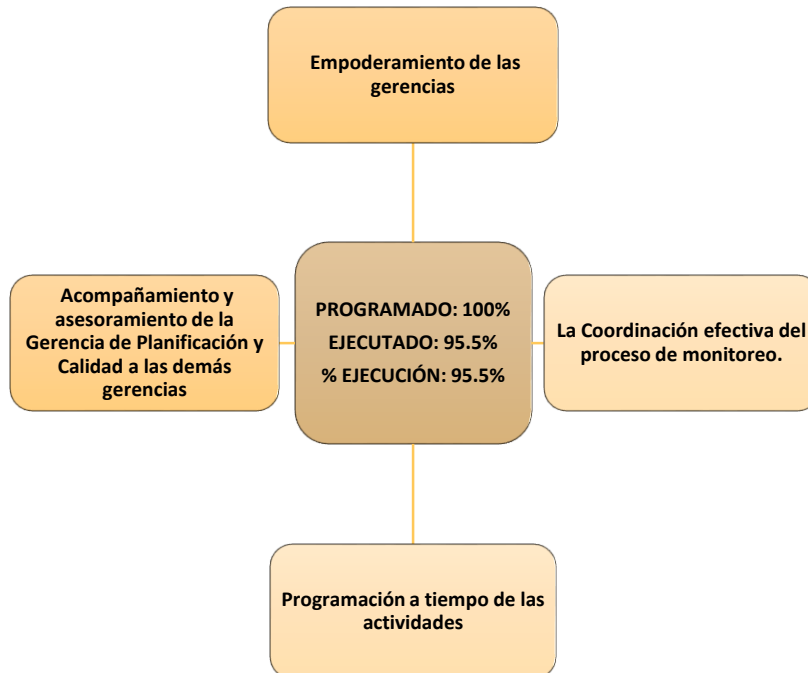 Empoderamiento de las
gerencias
Acompañamiento y
asesoramiento de la
Gerencia de Planificación y
Calidad a las demás
gerencias
PROGRAMADO: 100%
EJECUTADO: 95.5%
% EJECUCIÓN: 95.5%
La Coordinación efectiva del
proceso de monitoreo.
Programación a tiempo de las
actividades